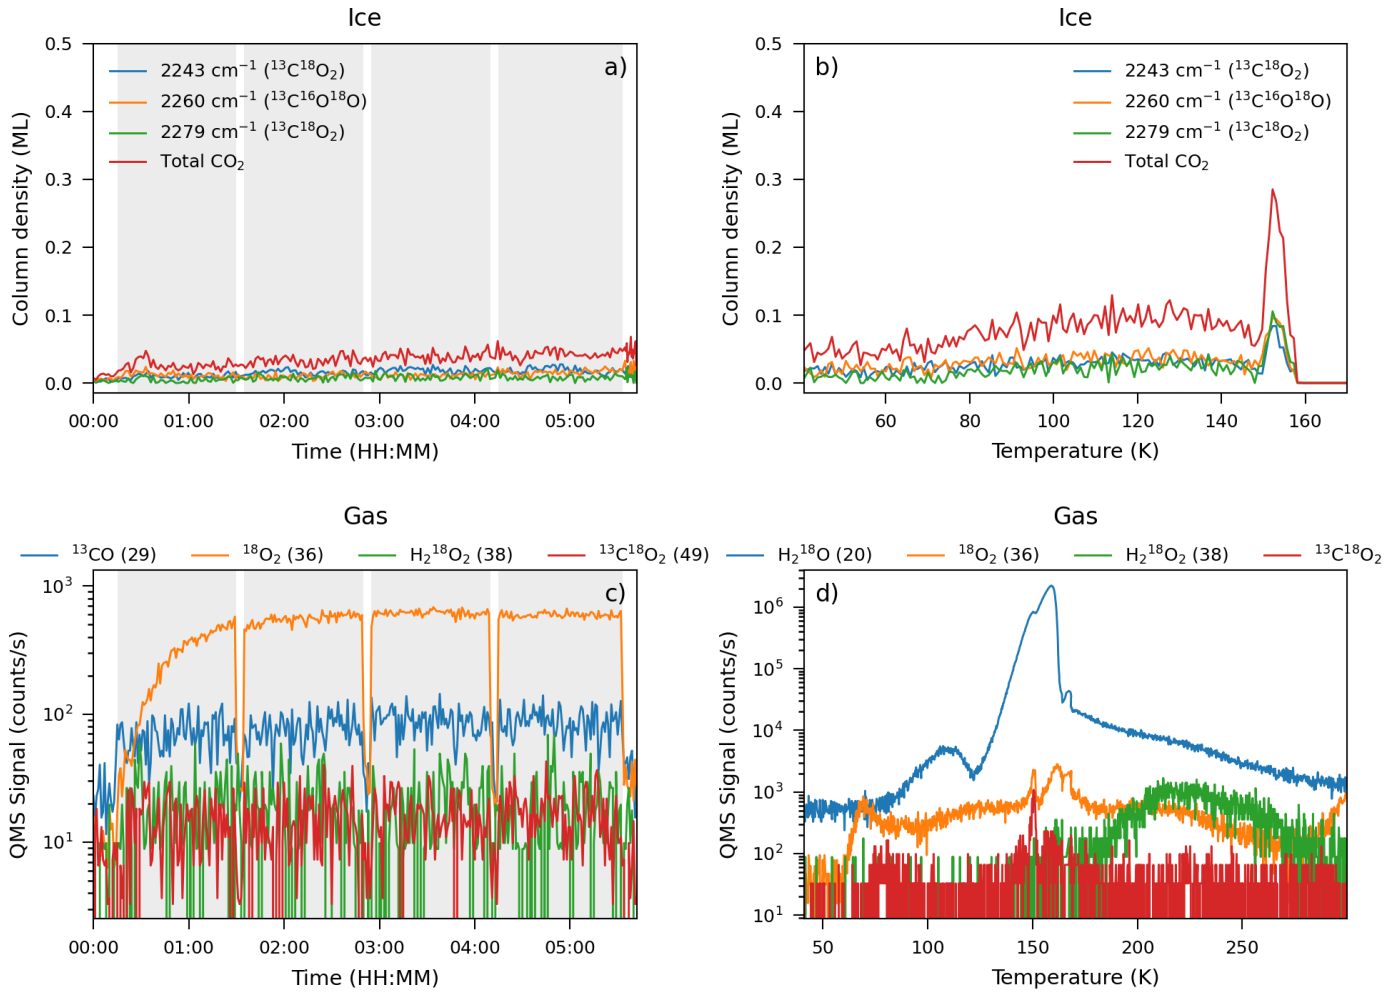 Ice
a)
2243 cm⁻¹ (¹³C¹⁸O₂)
2260 cm⁻¹ (¹³C¹⁶O¹⁸O)
2279 cm⁻¹ (¹³C¹⁸O₂)
Total CO₂
0.5
0.4
0.3
0.2
0.1
0.0
Column density (ML)
00:00 01:00 02:00 03:00 04:00 05:00
Time (HH:MM)
Ice
b)
2243 cm⁻¹ (¹³C¹⁸O₂)
2260 cm⁻¹ (¹³C¹⁶O¹⁸O)
2279 cm⁻¹ (¹³C¹⁸O₂)
Total CO₂
0.5
0.4
0.3
0.2
0.1
0.0
Column density (ML)
60 80 100 120 140 160
Temperature (K)
Gas
¹³CO (29) ¹⁸O₂ (36) H₂¹⁸O₂ (38) ¹³C¹⁸O₂ (49)
c)
10³
10²
10¹
QMS Signal (counts/s)
00:00 01:00 02:00 03:00 04:00 05:00
Time (HH:MM)
Gas
H₂¹⁸O (20) ¹⁸O₂ (36) H₂¹⁸O₂ (38) ¹³C¹⁸O₂
d)
10⁶
10⁵
10⁴
10³
10²
10¹
QMS Signal (counts/s)
50 100 150 200 250
Temperature (K)